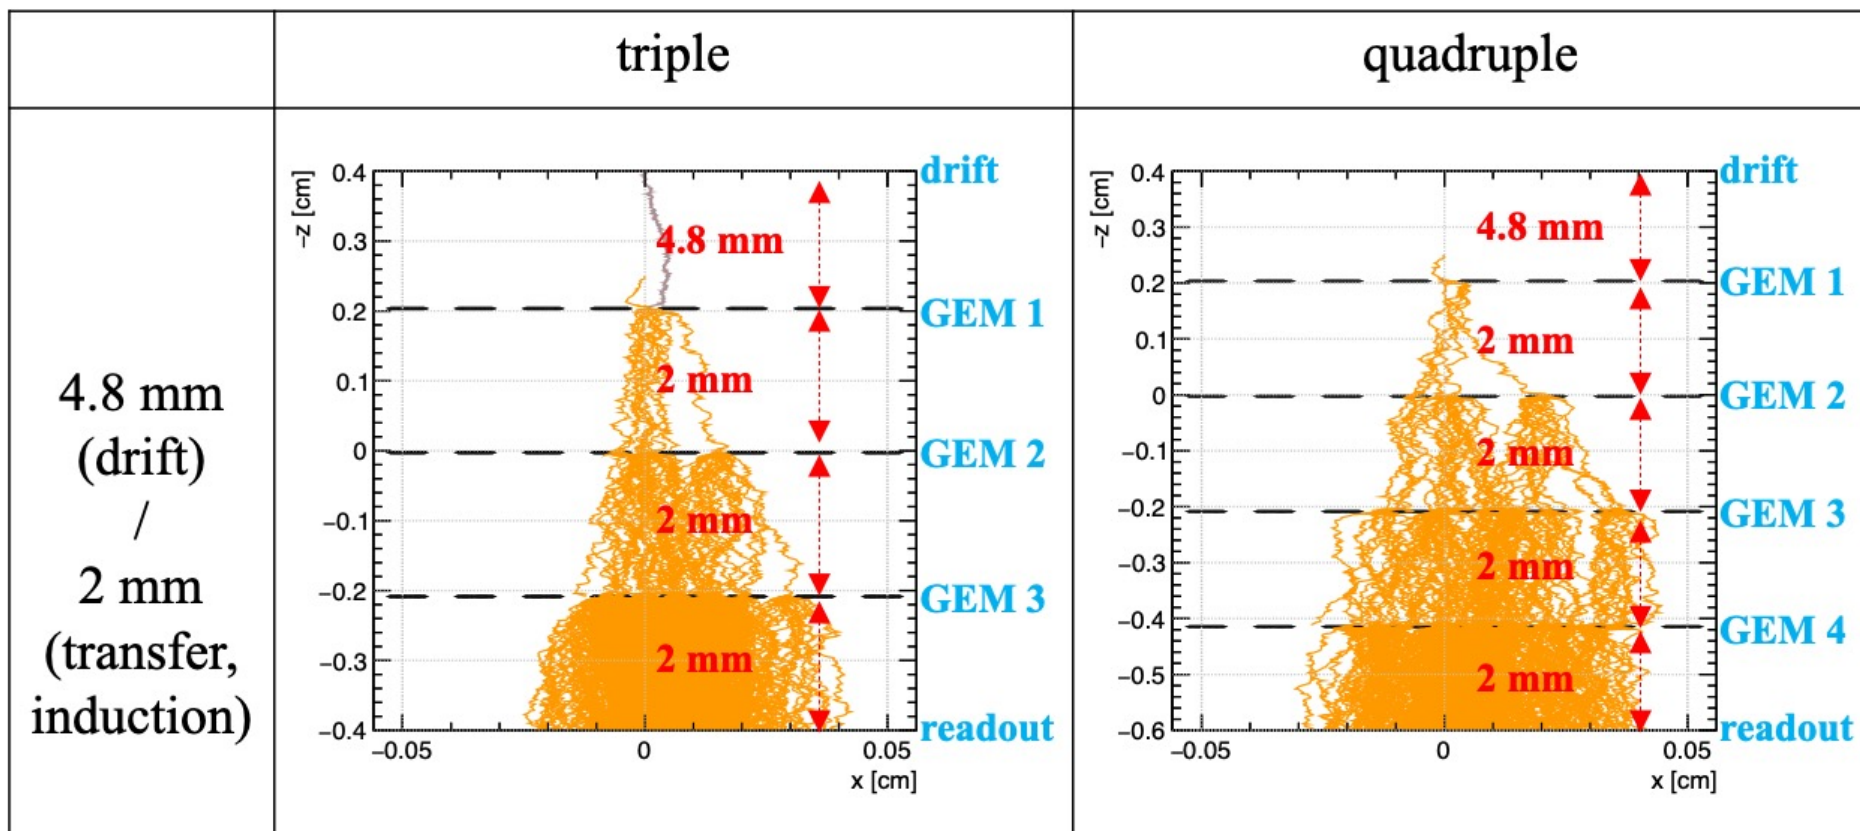 triple
quadruple
4.8 mm
(drift)
/
2 mm
(transfer,
induction)
−z [cm]
0.4
0.3
0.2
0.1
0
−0.1
−0.2
−0.3
−0.4
−0.05
0
0.05
x [cm]
4.8 mm
2 mm
2 mm
2 mm
drift
GEM 1
GEM 2
GEM 3
readout
−z [cm]
0.4
0.3
0.2
0.1
0
−0.1
−0.2
−0.3
−0.4
−0.5
−0.6
−0.05
0
0.05
x [cm]
4.8 mm
2 mm
2 mm
2 mm
2 mm
drift
GEM 1
GEM 2
GEM 3
GEM 4
readout